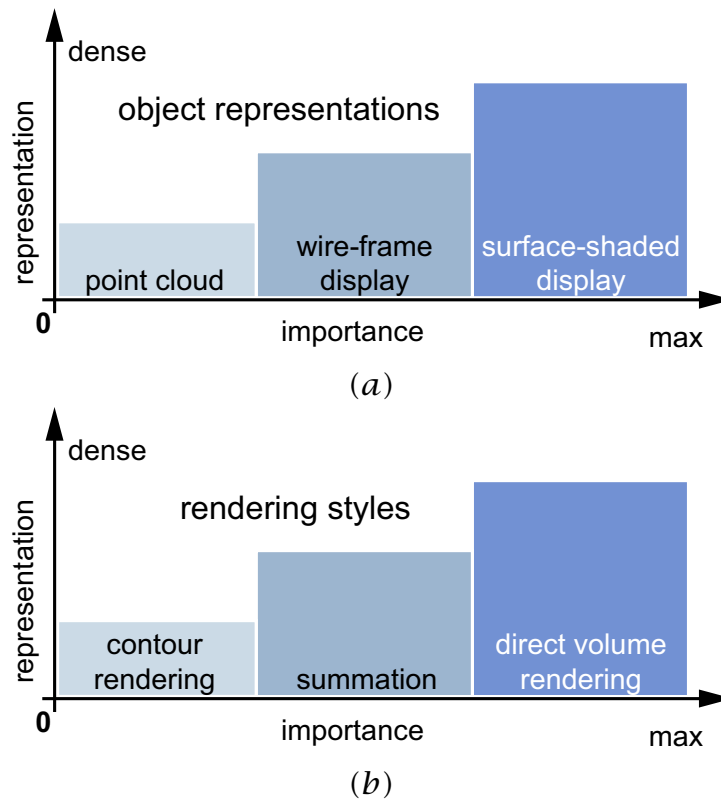 dense
object representations
representation
point cloud
wire-frame
display
surface-shaded
display
0
importance
max
(a)
dense
rendering styles
representation
contour
rendering
summation
direct volume
rendering
0
importance
max
(b)